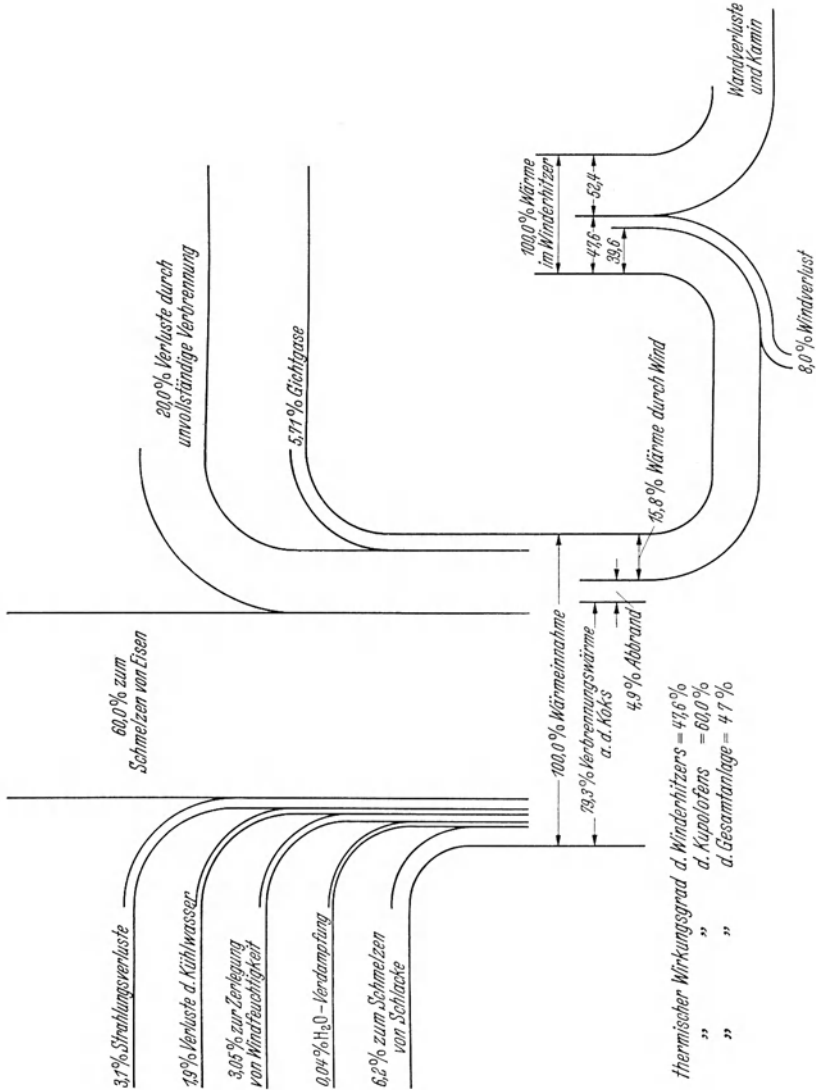 3,1% Strahlungsverluste
1,9% Verluste d. Kühlwasser
3,05% zur Zerlegung
von Windfeuchtigkeit
0,04% H₂O-Verdampfung
6,2% zum Schmelzen
von Schlacke
60,0% zum
Schmelzen von Eisen
20,0% Verluste durch
unvollständige Verbrennung
5,71% Gichtgase
100,0% Wärmeeinnahme
79,3% Verbrennungswärme
a. d. Koks
4,9% Abbrand
15,8% Wärme durch Wind
100,0% Wärme
im Winderhitzer
47,6
52,4
39,6
8,0% Windverlust
Wandverluste
und Kamin
thermischer Wirkungsgrad d. Winderhitzers = 47,6%
„ „ d. Kupolofens = 60,0%
„ „ d. Gesamtanlage = 47%